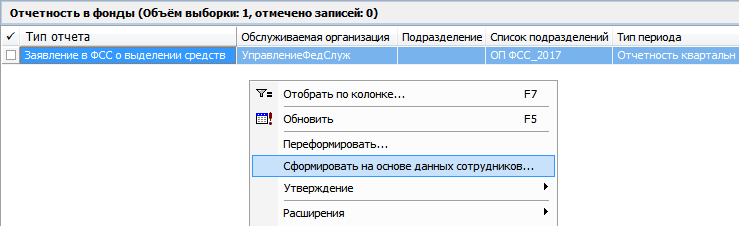 Отчетность в фонды (Объём выборки: 1, отмечено записей: 0)
✓ Тип отчета Обслуживаемая организация Подразделение Список подразделений Тип периода
Заявление в ФСС о выделении средств УправлениеФедСлуж ОП ФСС_2017 Отчетность квартальн
Отобрать по колонке... F7
Обновить F5
Переформировать...
Сформировать на основе данных сотрудников...
Утверждение
Расширения